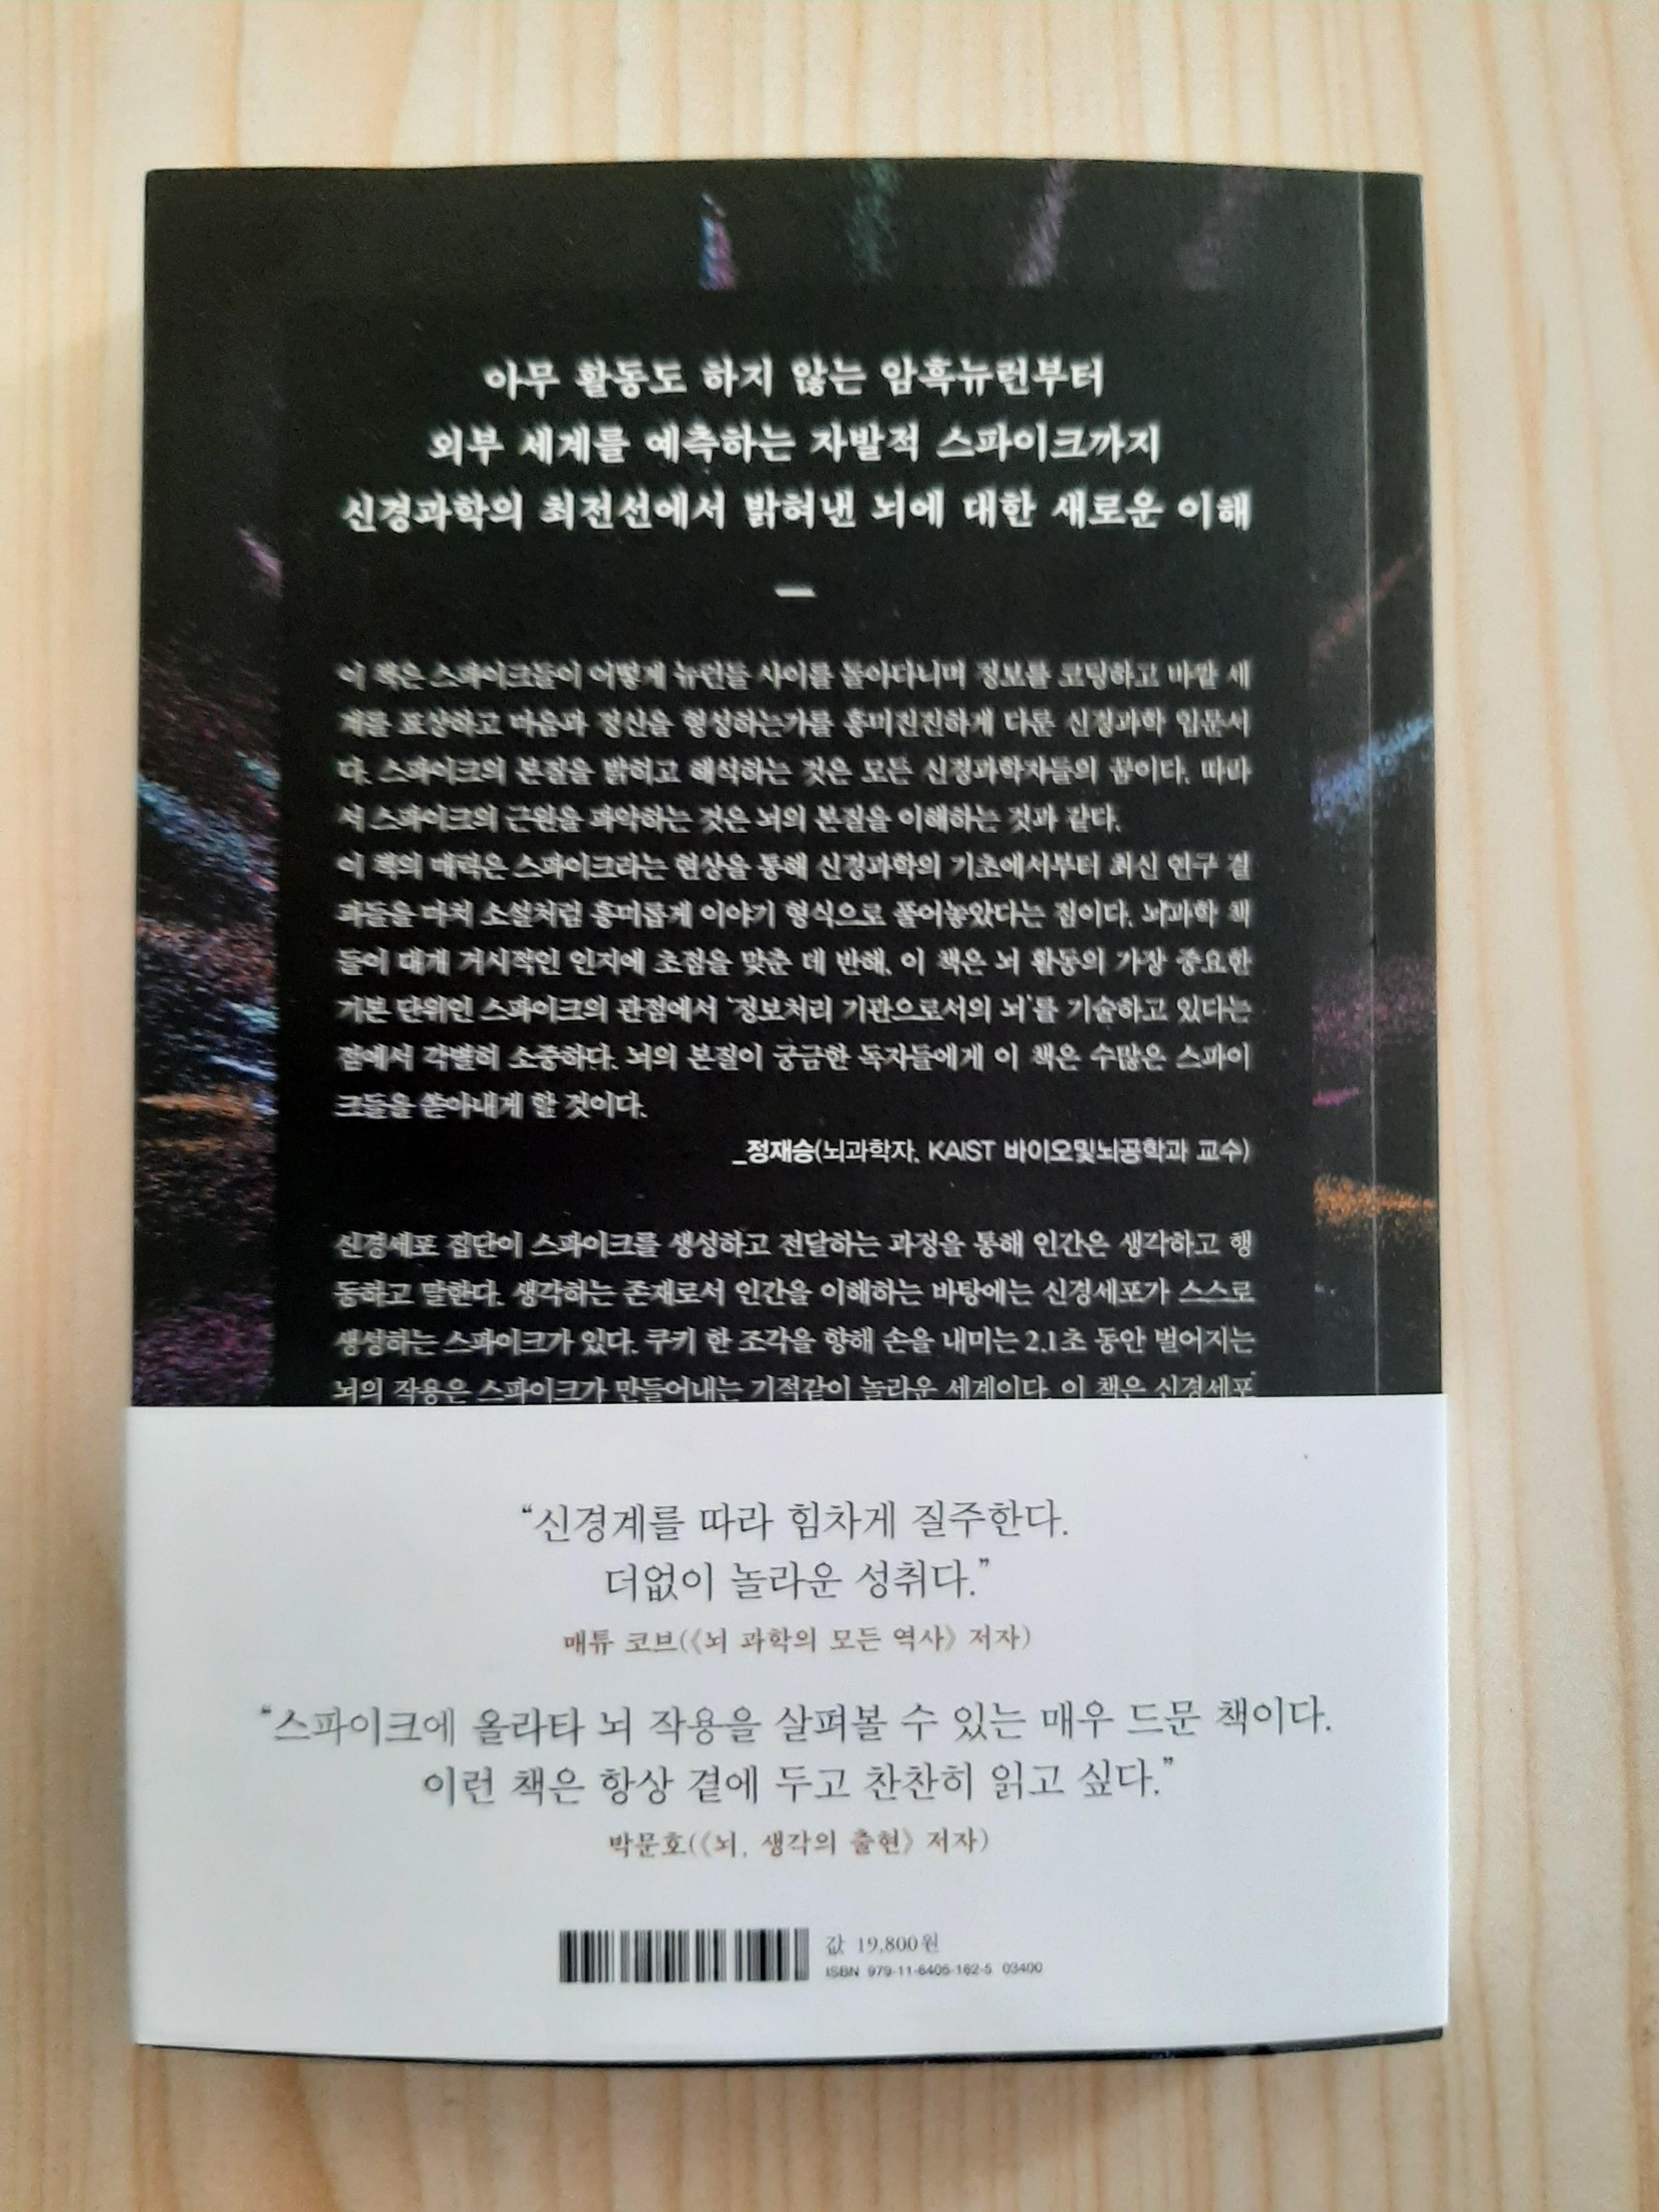 아무 활동도 하지 않는 암흑뉴런부터
외부 세계를 예측하는 자발적 스파이크까지
신경과학의 최전선에서 밝혀낸 뇌에 대한 새로운 이해
이 책은 스파이크들이 어떻게 뉴런들 사이를 돌아다니며 정보를 코딩하고 바깥 세
계를 표상하고 마음과 정신을 형성하는가를 흥미진진하게 다룬 신경과학 입문서
다. 스파이크의 본질을 밝히고 해석하는 것은 모든 신경과학자들의 꿈이다. 따라
서 스파이크의 근원을 파악하는 것은 뇌의 본질을 이해하는 것과 같다.
이 책의 매력은 스파이크라는 현상을 통해 신경과학의 기초에서부터 최신 연구 결
과들을 마치 소설처럼 흥미롭게 이야기 형식으로 풀어놓았다는 점이다. 뇌과학 책
들이 대개 거시적인 인지에 초점을 맞춘 데 반해, 이 책은 뇌 활동의 가장 중요한
기본 단위인 스파이크의 관점에서 ‘정보처리 기관으로서의 뇌’를 기술하고 있다는
점에서 각별히 소중하다. 뇌의 본질이 궁금한 독자들에게 이 책은 수많은 스파이
크들을 쏟아내게 할 것이다.
_정재승(뇌과학자, KAIST 바이오및뇌공학과 교수)
신경세포 집단이 스파이크를 생성하고 전달하는 과정을 통해 인간은 생각하고 행
동하고 말한다. 생각하는 존재로서 인간을 이해하는 바탕에는 신경세포가 스스로
생성하는 스파이크가 있다. 쿠키 한 조각을 향해 손을 내미는 2.1초 동안 벌어지는
뇌의 작용은 스파이크가 만들어내는 기적같이 놀라운 세계이다. 이 책은 신경세포
“신경계를 따라 힘차게 질주한다.
더없이 놀라운 성취다.”
매튜 코브(《뇌 과학의 모든 역사》 저자)
“스파이크에 올라타 뇌 작용을 살펴볼 수 있는 매우 드문 책이다.
이런 책은 항상 곁에 두고 찬찬히 읽고 싶다.”
박문호(《뇌, 생각의 출현》 저자)
값 19,800원
ISBN 979-11-6405-162-5 03400